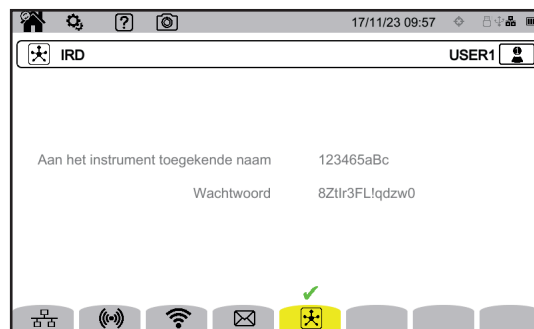 17/11/23 09:57
IRD USER1
Aan het instrument toegekende naam 123465aBc
Wachtwoord 8ZtIr3FL!qdzw0